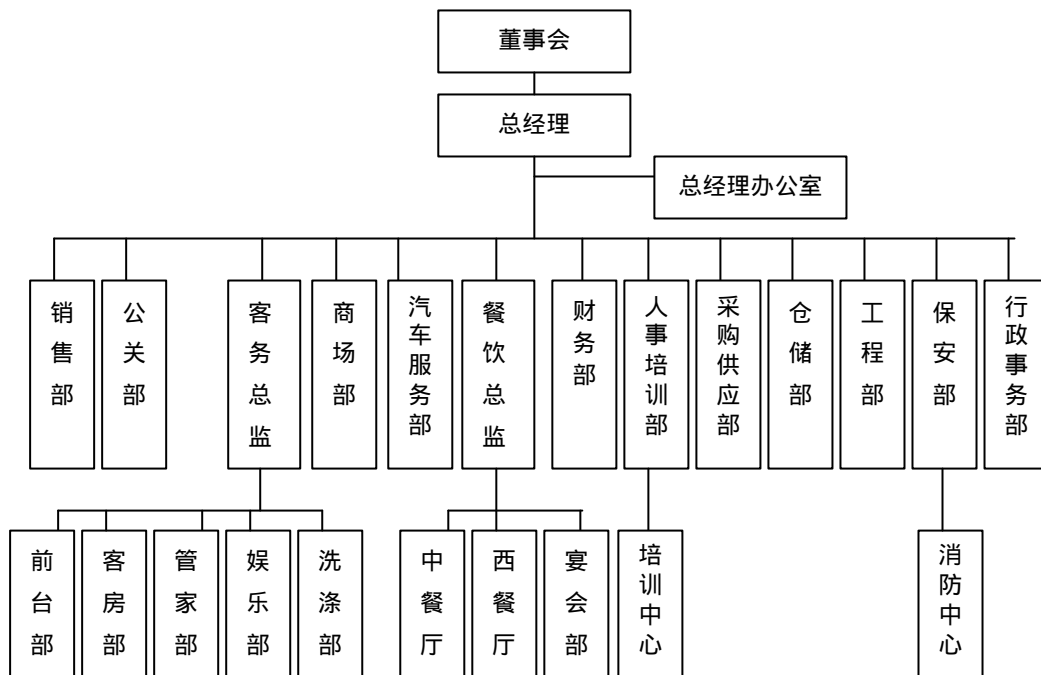 董事会
总经理
总经理办公室
销售部
公关部
客务总监
商场部
汽车服务部
餐饮总监
财务部
人事培训部
采购供应部
仓储部
工程部
保安部
行政事务部
前台部
客房部
管家部
娱乐部
洗涤部
中餐厅
西餐厅
宴会部
培训中心
消防中心